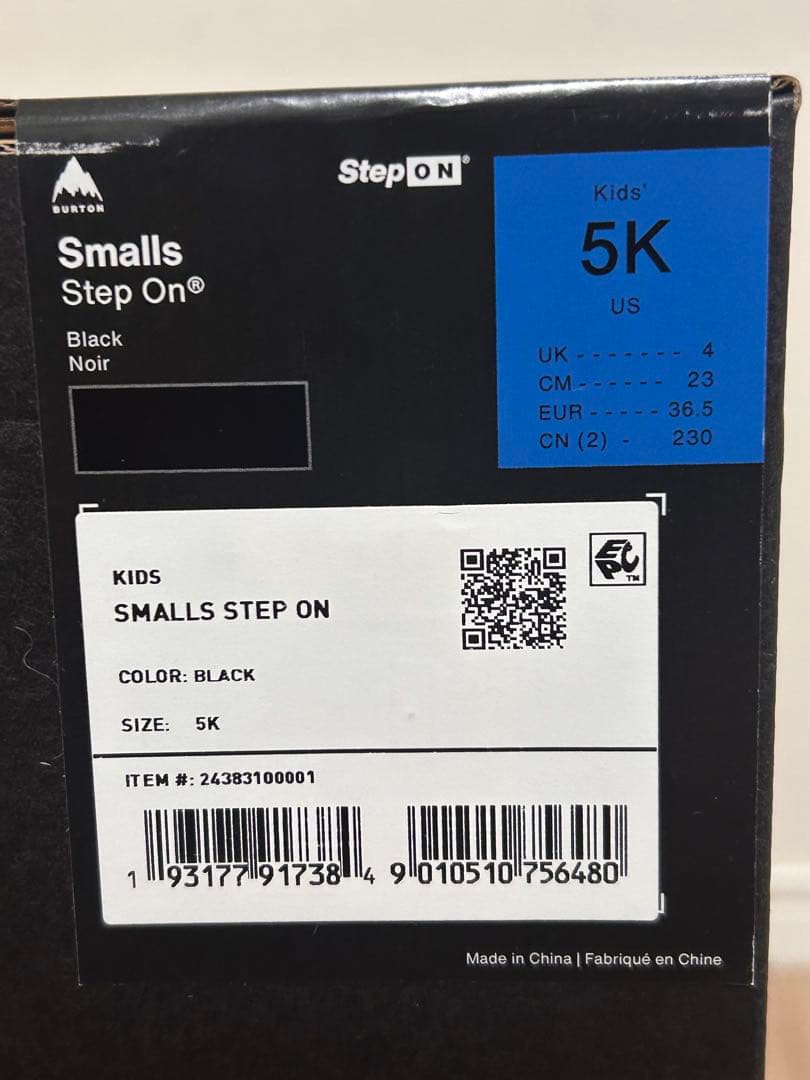 BURTON
StepON®
Smalls
Step On®
Black
Noir
Kids'
5K
US
UK - - - - - - - 4
CM - - - - - - 23
EUR - - - - - 36.5
CN (2) - 230
KIDS
SMALLS STEP ON
EPC™
COLOR: BLACK
SIZE: 5K
ITEM #: 24383100001
1 93177 91738 4
9 010510 756480
Made in China | Fabriqué en Chine